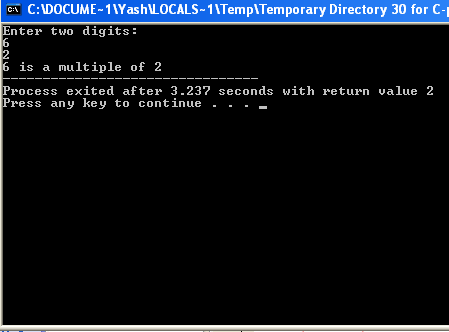 C:\DOCUME~1\Yash\LOCALS~1\Temp\Temporary Directory 30 for C-p
Enter two digits:
6
2
6 is a multiple of 2
--------------------------------
Process exited after 3.237 seconds with return value 2
Press any key to continue . . . _